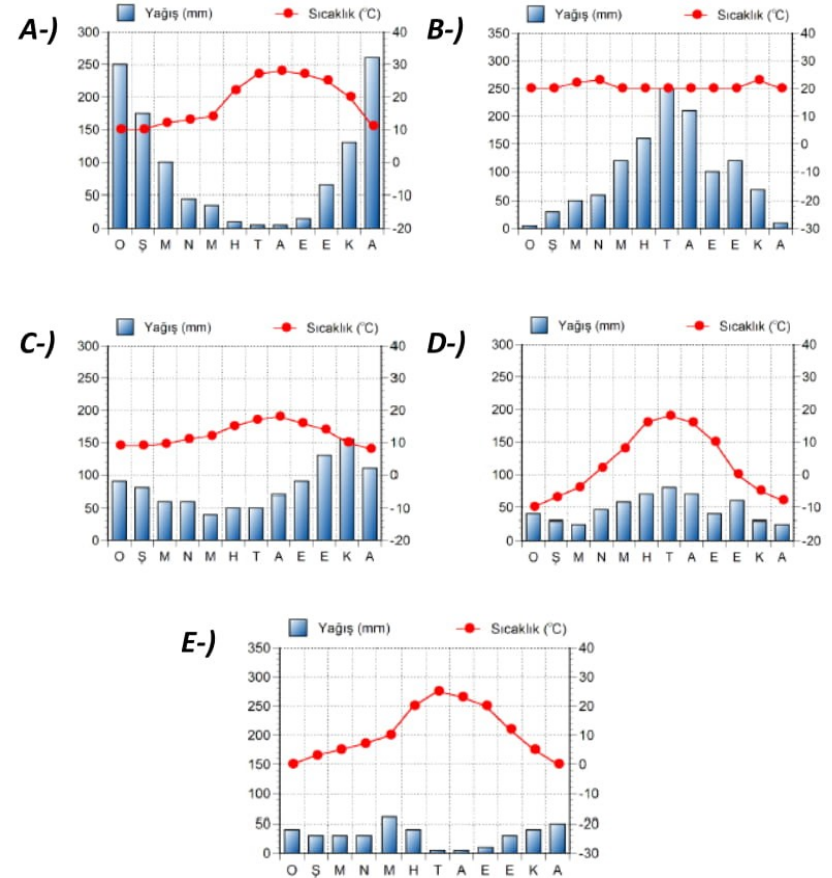 A-)
Yağış (mm) Sıcaklık (°C)
300 40
250 30
200 20
150 10
100 0
50 -10
0 -20
O Ş M N M H T A E E K A
B-)
Yağış (mm) Sıcaklık (°C)
350 40
300 30
250 20
200 10
150 0
100 -10
50 -20
0 -30
O Ş M N M H T A E E K A
C-)
Yağış (mm) Sıcaklık (°C)
300 40
250 30
200 20
150 10
100 0
50 -10
0 -20
O Ş M N M H T A E E K A
D-)
Yağış (mm) Sıcaklık (°C)
300 40
250 30
200 20
150 10
100 0
50 -10
0 -20
O Ş M N M H T A E E K A
E-)
Yağış (mm) Sıcaklık (°C)
350 40
300 30
250 20
200 10
150 0
100 -10
50 -20
0 -30
O Ş M N M H T A E E K A